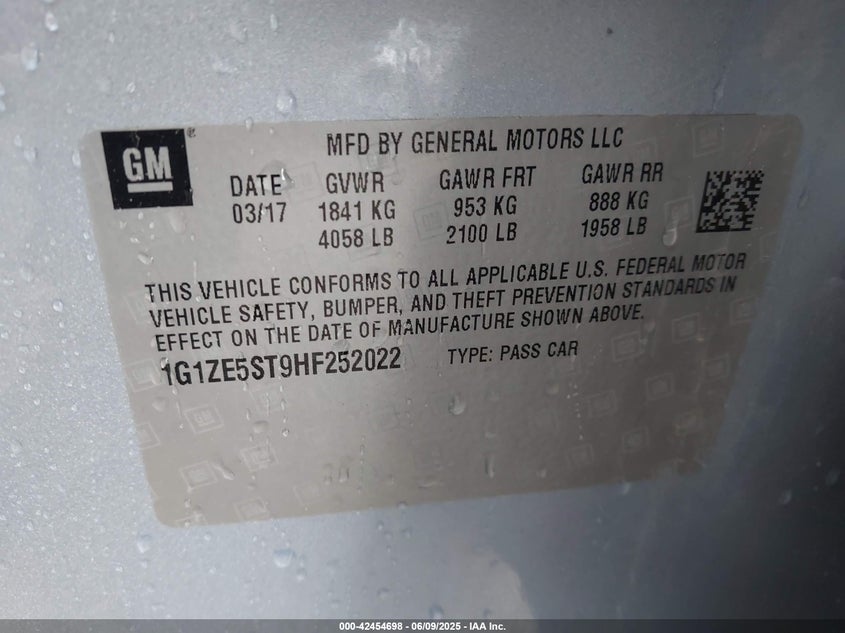 GM
®
MFD BY GENERAL MOTORS LLC
DATE GVWR GAWR FRT GAWR RR
03/17 1841 KG 953 KG 888 KG
4058 LB 2100 LB 1958 LB
THIS VEHICLE CONFORMS TO ALL APPLICABLE U.S. FEDERAL MOTOR
VEHICLE SAFETY, BUMPER, AND THEFT PREVENTION STANDARDS IN
EFFECT ON THE DATE OF MANUFACTURE SHOWN ABOVE.
1G1ZE5ST9HF252022 TYPE: PASS CAR
000-42454698 - 06/09/2025 - IAA Inc.